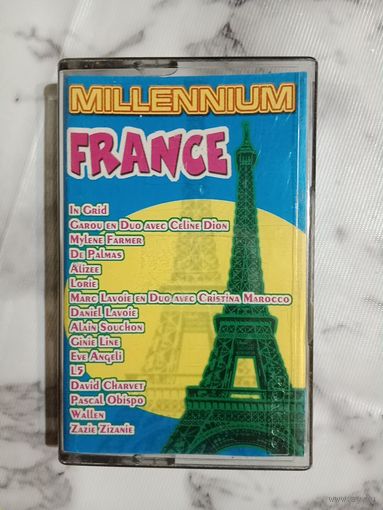 MILLENNIUM
FRANCE
In Grid
Garou en Duo avec Celine Dion
Mylene Farmer
De Palmas
Alizee
Lorie
Marc Lavoie en Duo avec Cristina Marocco
Daniel Lavoie
Alain Souchon
Ginie Line
Eve Angeli
L5
David Charvet
Pascal Obispo
Wallen
Zazie Zizanie